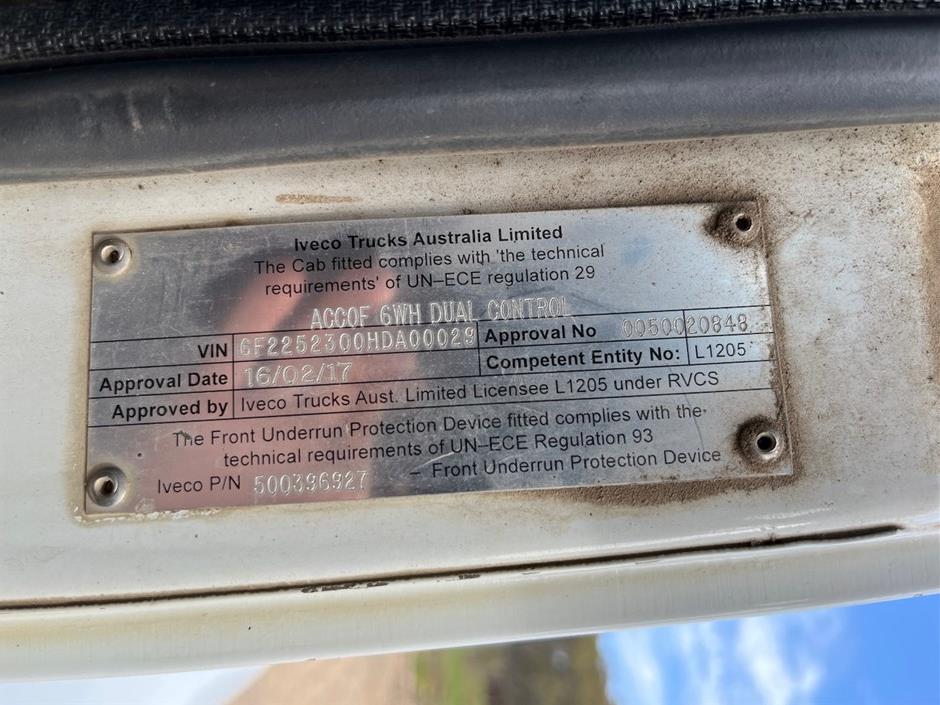 Iveco Trucks Australia Limited
The Cab fitted complies with 'the technical
requirements' of UN–ECE regulation 29
ACCOF 6WH DUAL CONTROL
VIN 6F2252300HDA00029 Approval No 0050020848
Approval Date 16/02/17 Competent Entity No: L1205
Approved by Iveco Trucks Aust. Limited Licensee L1205 under RVCS
The Front Underrun Protection Device fitted complies with the
technical requirements of UN–ECE Regulation 93
Iveco P/N 500396927 – Front Underrun Protection Device